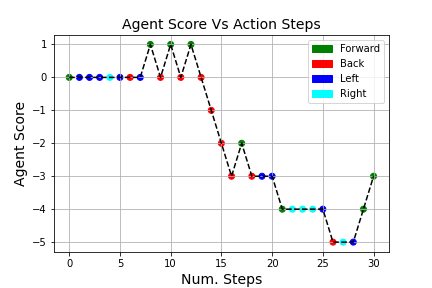 Agent Score Vs Action Steps
1
0
−1
−2
−3
−4
−5
Agent Score
Forward
Back
Left
Right
0 5 10 15 20 25 30
Num. Steps